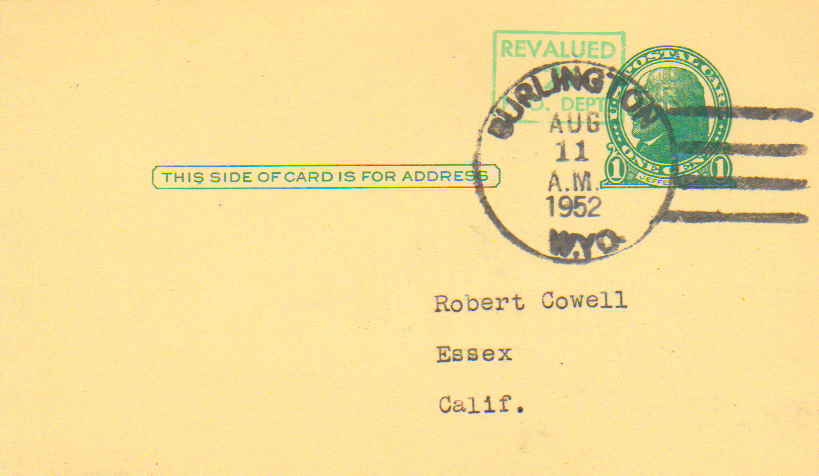 REVALUED
P.O. DEPT.
U.S. POSTAL CARD
1 ONE CENT 1
BURLINGTON
AUG
11
A.M.
1952
WYO.
THIS SIDE OF CARD IS FOR ADDRESS
Robert Cowell
Essex
Calif.